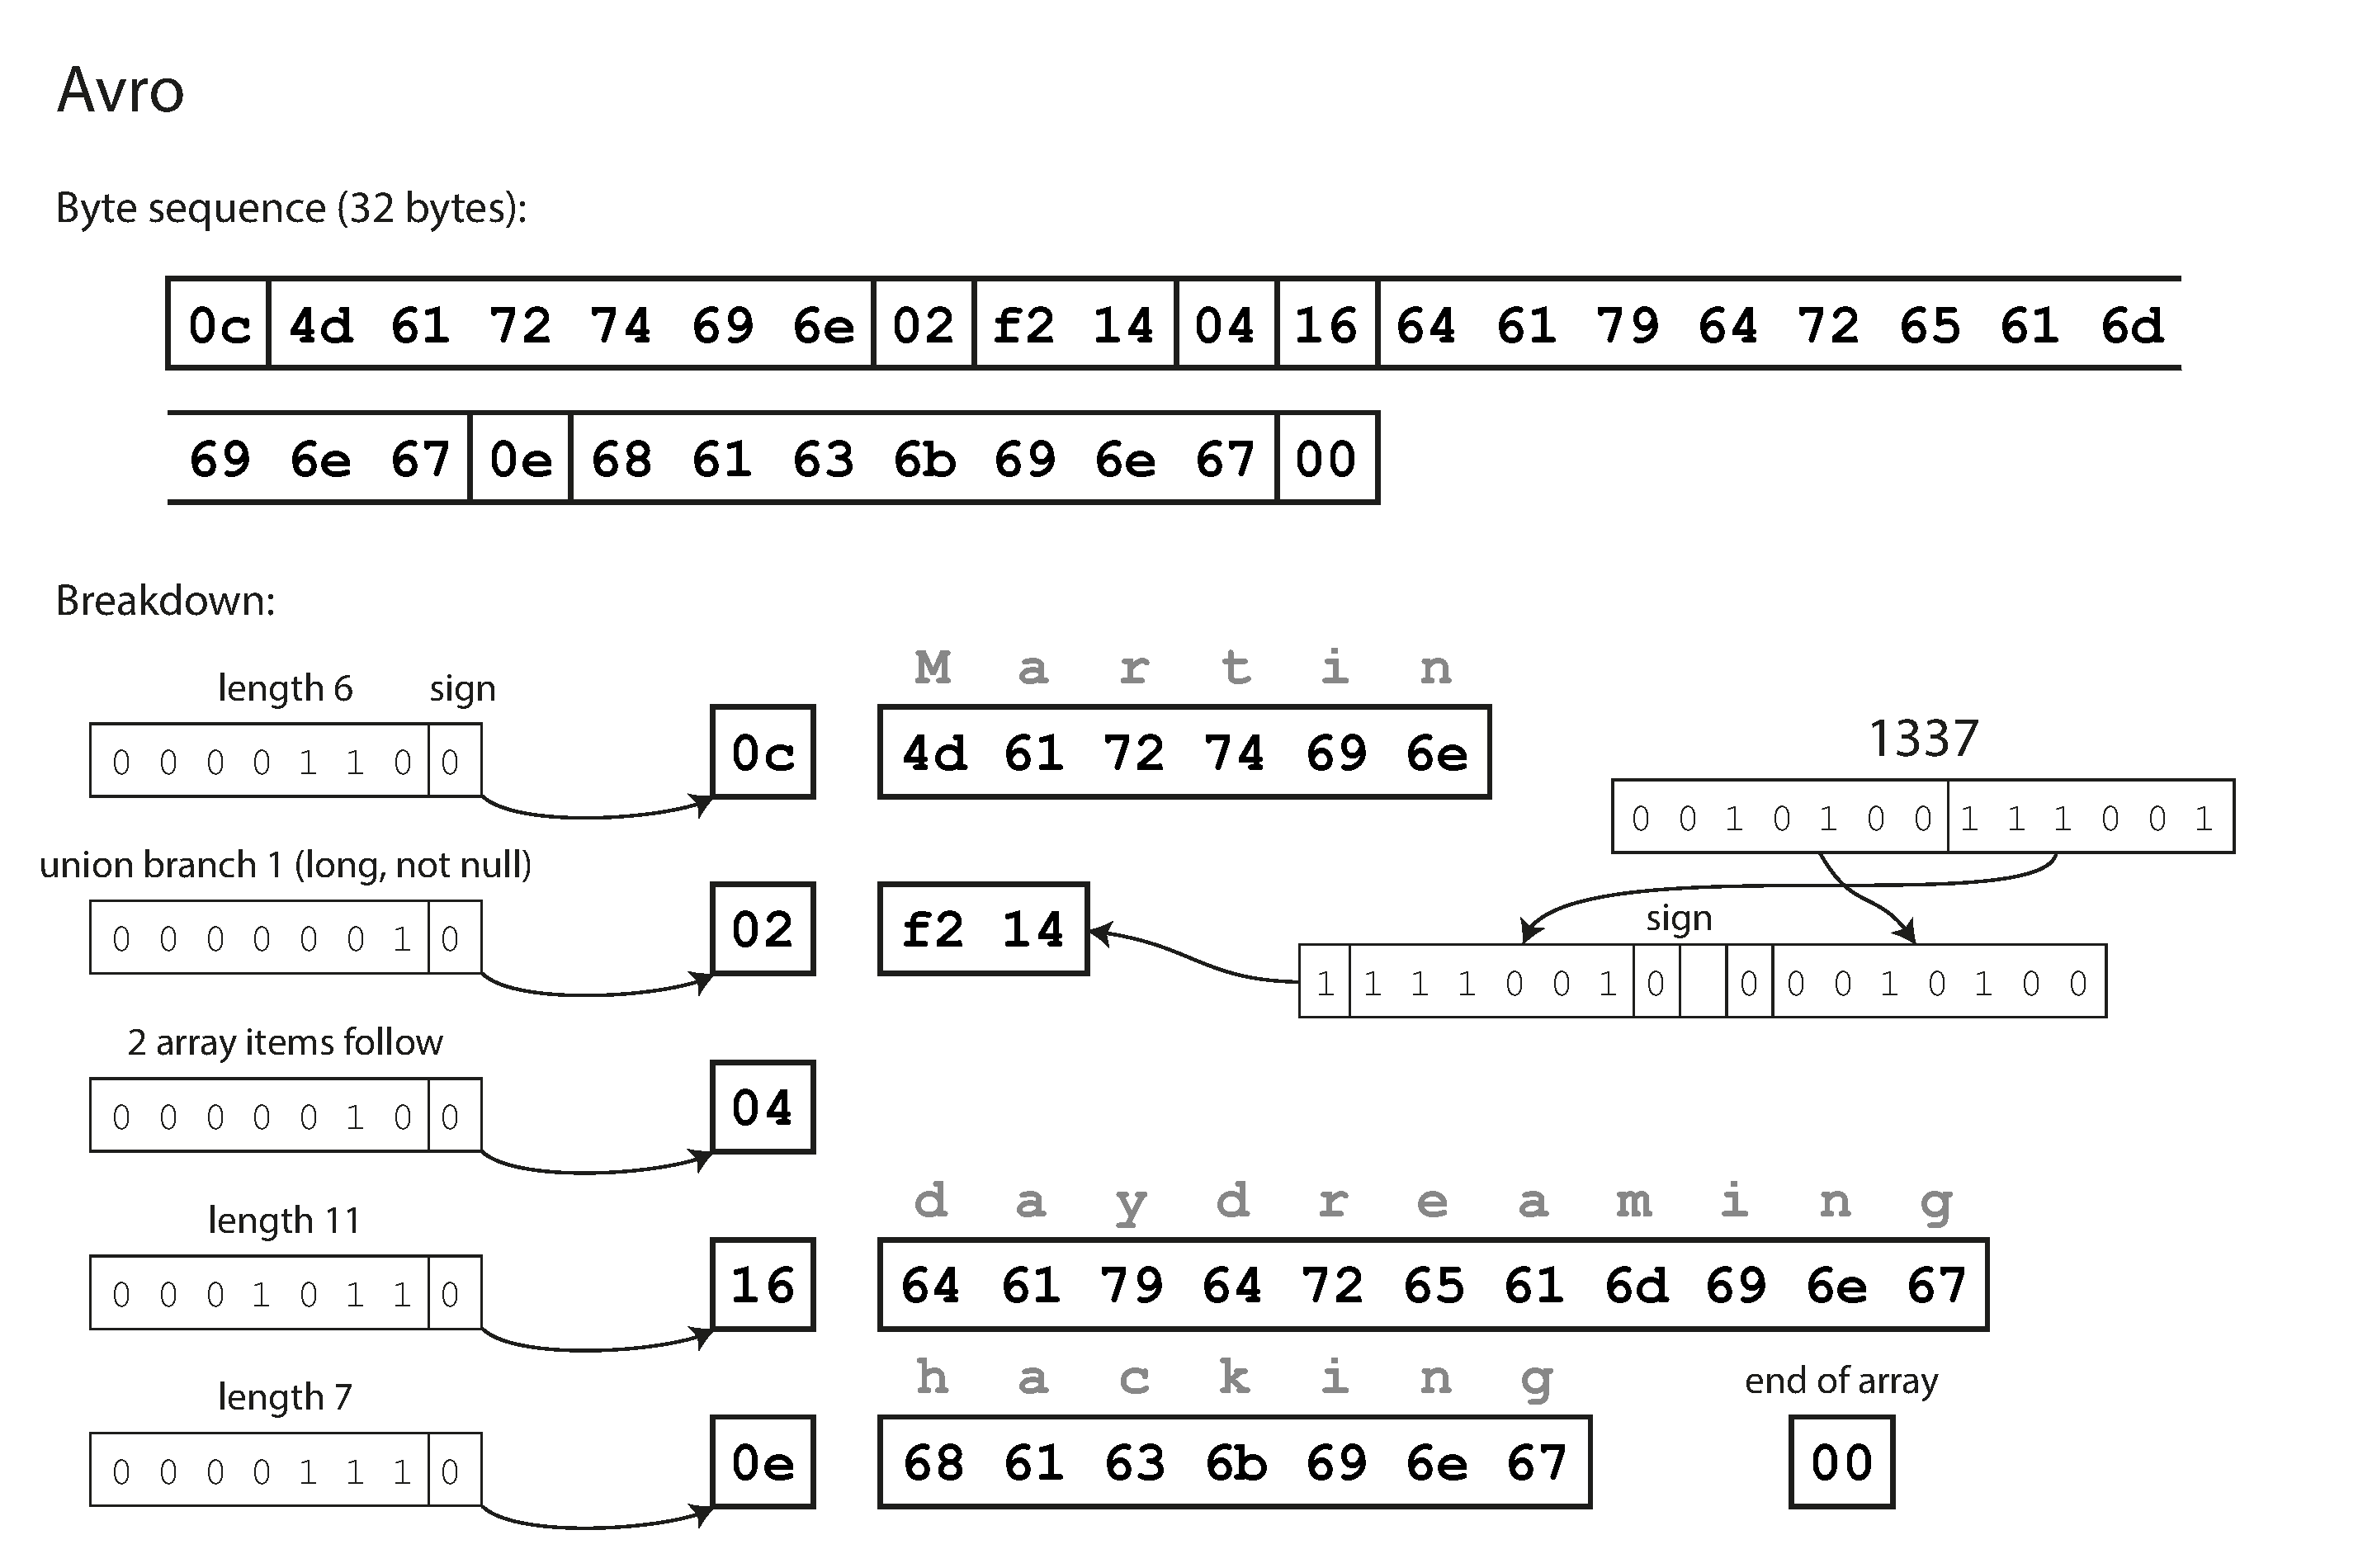 Avro
Byte sequence (32 bytes):
0c 4d 61 72 74 69 6e 02 f2 14 04 16 64 61 79 64 72 65 61 6d
69 6e 67 0e 68 61 63 6b 69 6e 67 00
Breakdown:
length 6 sign
0 0 0 0 1 1 0 0
0c
M a r t i n
4d 61 72 74 69 6e
1337
0 0 1 0 1 0 0 1 1 1 0 0 1
union branch 1 (long, not null)
0 0 0 0 0 0 1 0
02
f2 14
sign
1 1 1 1 0 0 1 0 0 0 0 1 0 1 0 0
2 array items follow
0 0 0 0 0 1 0 0
04
length 11
0 0 0 1 0 1 1 0
16
d a y d r e a m i n g
64 61 79 64 72 65 61 6d 69 6e 67
length 7
0 0 0 0 1 1 1 0
0e
h a c k i n g
68 61 63 6b 69 6e 67
end of array
00